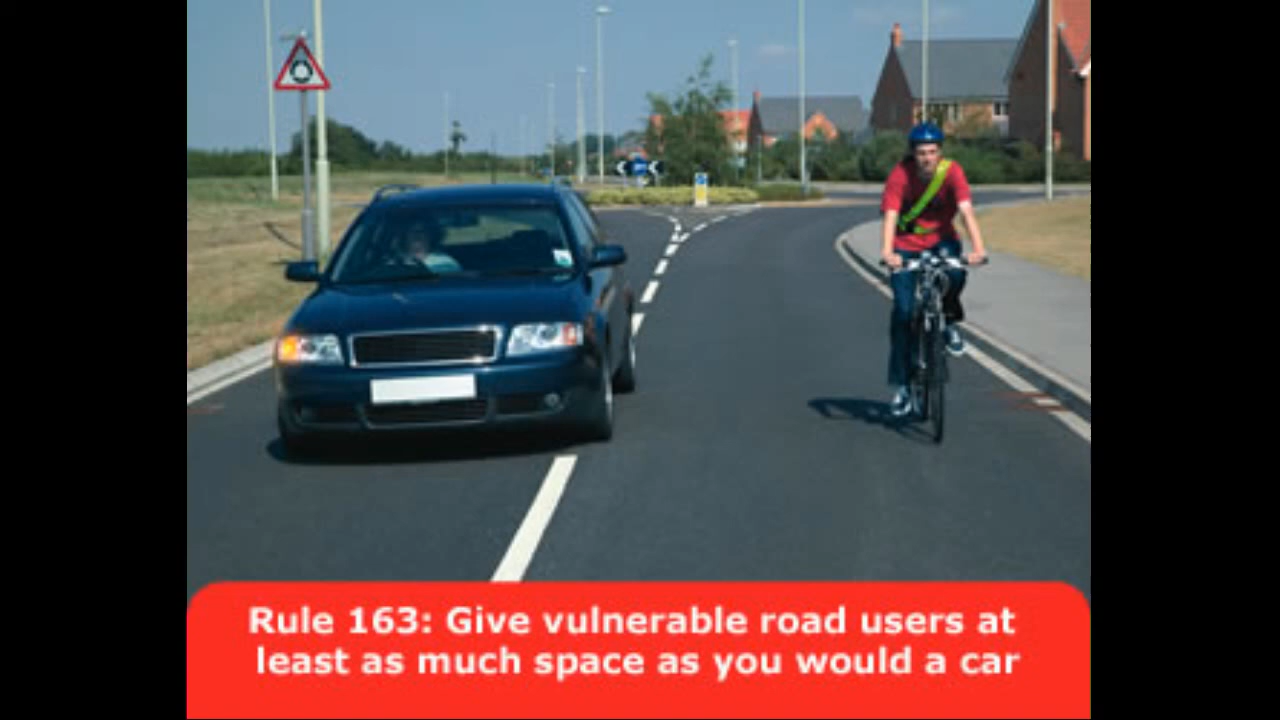 Rule 163: Give vulnerable road users at
least as much space as you would a car